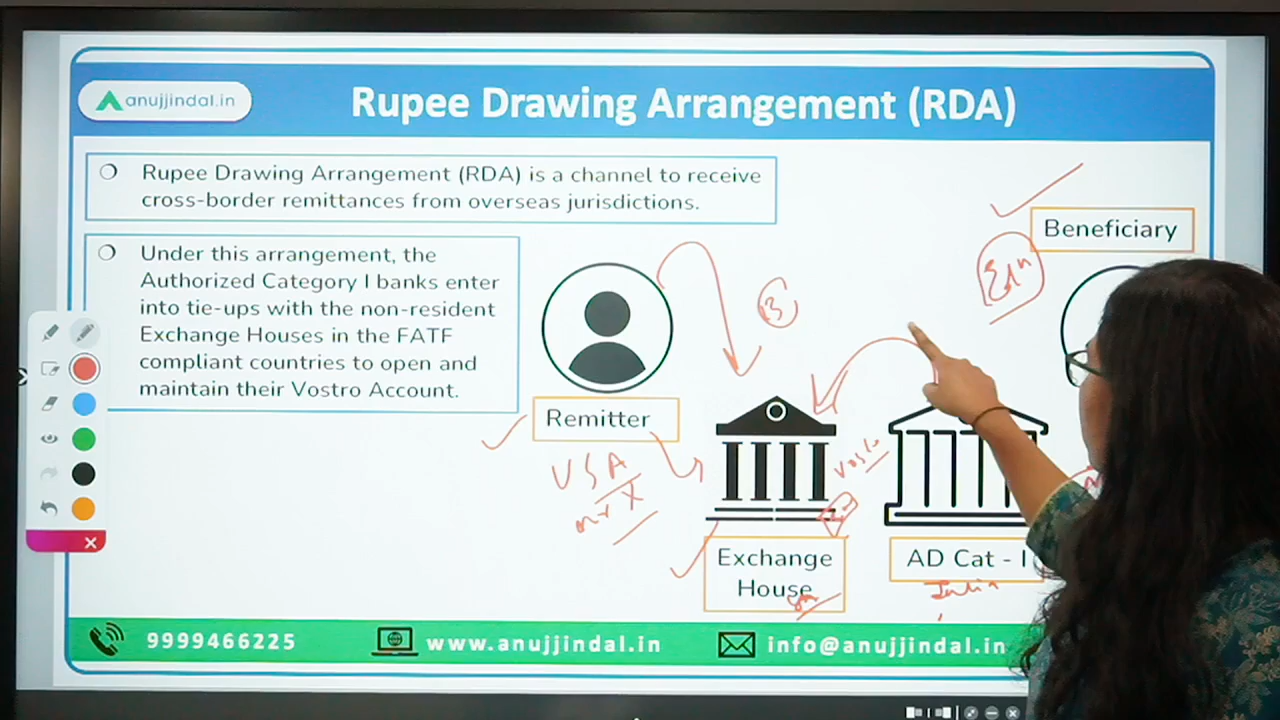 anujjindal.in
Rupee Drawing Arrangement (RDA)
Rupee Drawing Arrangement (RDA) is a channel to receive
cross-border remittances from overseas jurisdictions.
Under this arrangement, the
Authorized Category I banks enter
into tie-ups with the non-resident
Exchange Houses in the FATF
compliant countries to open and
maintain their Vostro Account.
Beneficiary
Remitter
USA
Mr X
Vostro
Exchange
House
AD Cat - I
India
9999466225
www.anujjindal.in
info@anujjindal.in